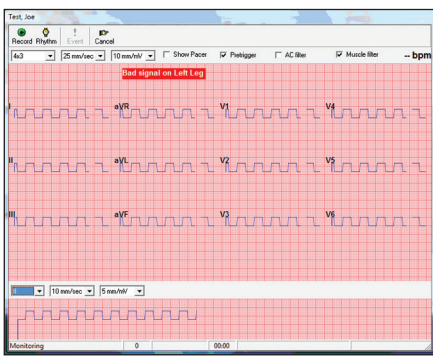 Test, Joe
Record Rhythm Event Cancel
4x3 25 mm/sec 10 mm/mV Show Pacer Pretrigger AC filter Muscle filter -- bpm
Bad signal on Left Leg
I aVR V1 V4
II aVL V2 V5
III aVF V3 V6
10 mm/sec 5 mm/mV
Monitoring 0 00:00